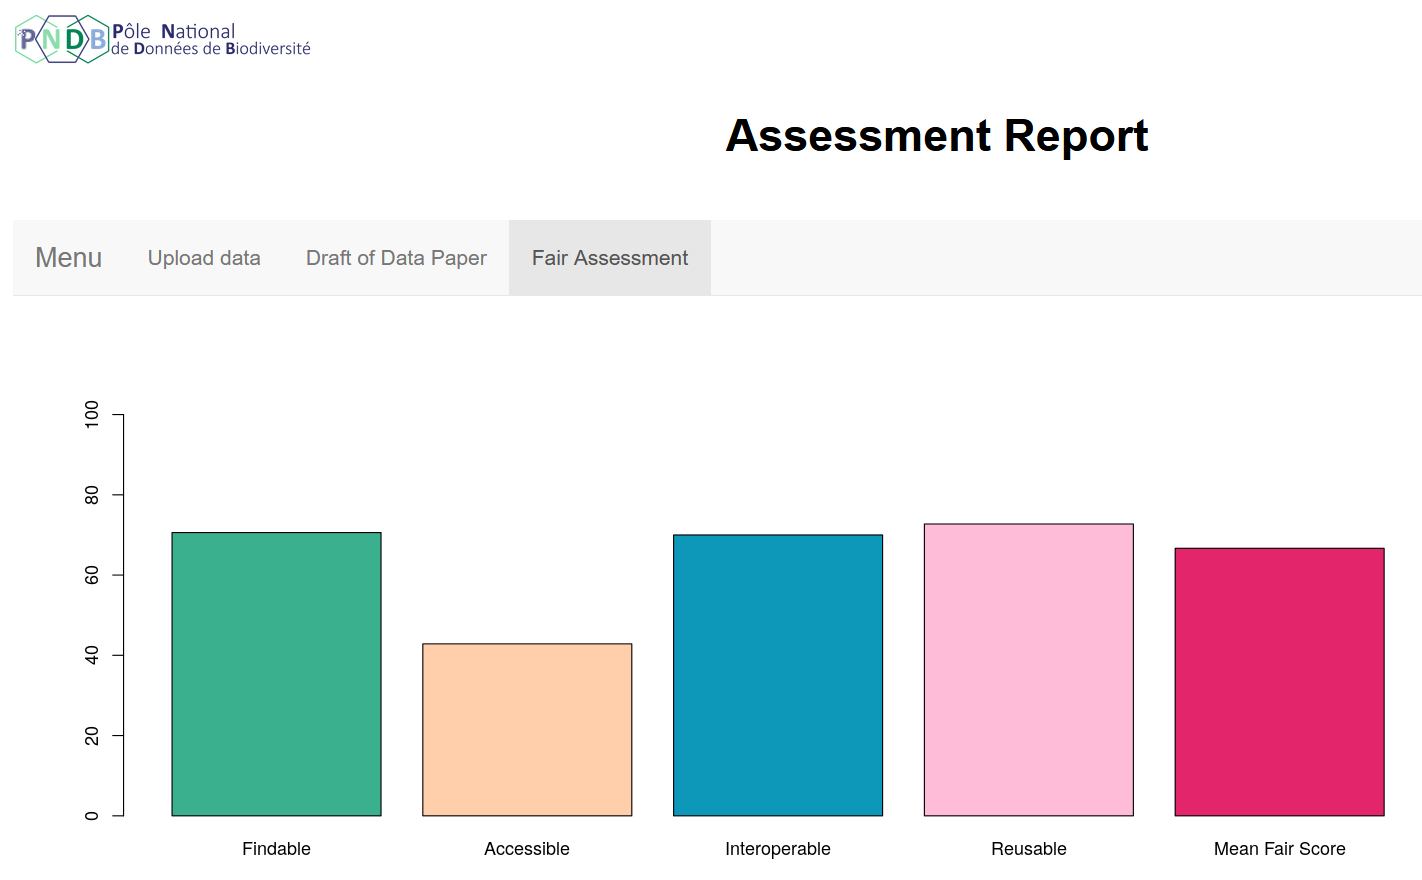 PNDB Pôle National
de Données de Biodiversité
Assessment Report
Menu Upload data Draft of Data Paper Fair Assessment
100
80
60
40
20
0
Findable Accessible Interoperable Reusable Mean Fair Score